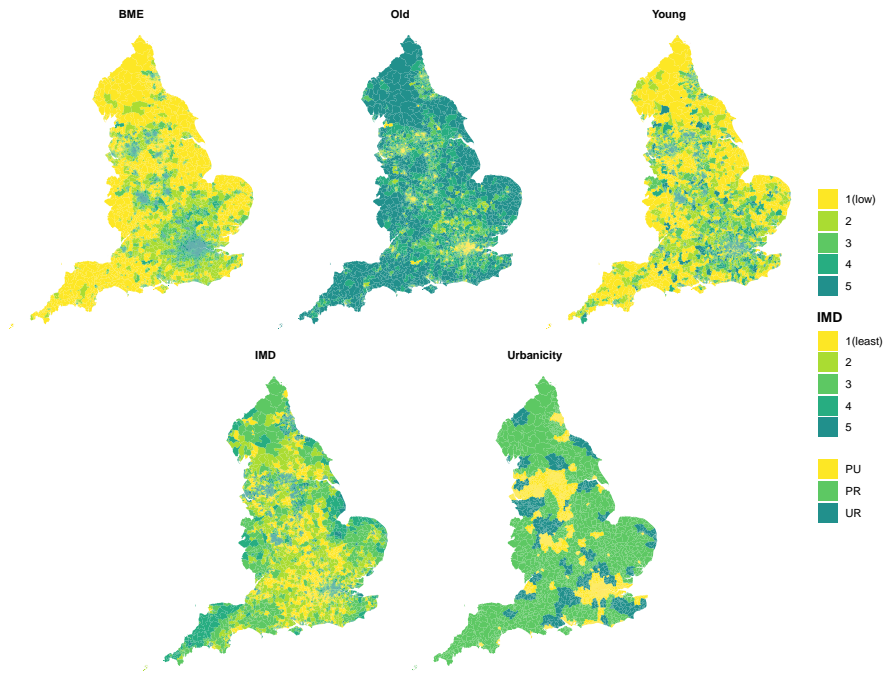 BME
Old
Young
1(low)
2
3
4
5
IMD
1(least)
2
3
4
5
IMD
Urbanicity
PU
PR
UR